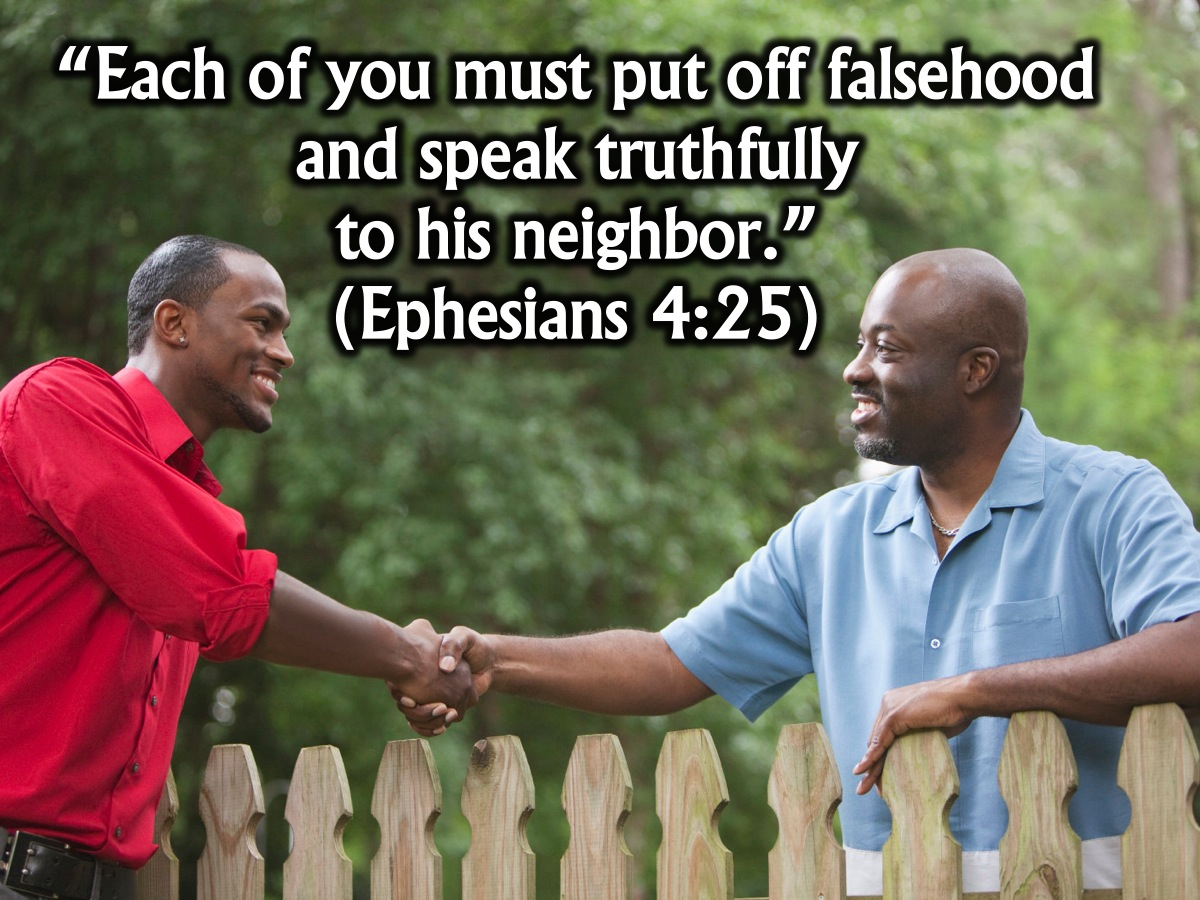 “Each of you must put off falsehood
and speak truthfully
to his neighbor.”
(Ephesians 4:25)